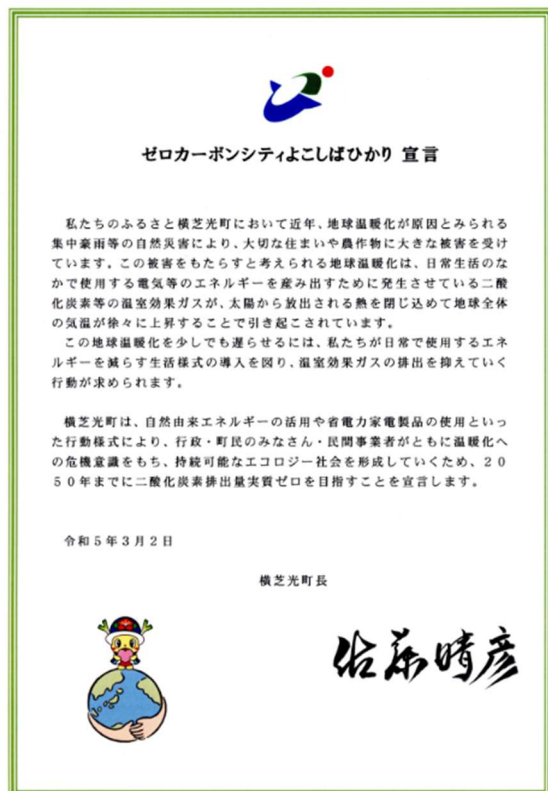 ゼロカーボンシティよこしばひかり 宣言
私たちのふるさと横芝光町において近年、地球温暖化が原因とみられる
集中豪雨等の自然災害により、大切な住まいや農作物に大きな被害を受け
ています。この被害をもたらすと考えられる地球温暖化は、日常生活のな
かで使用する電気等のエネルギーを産み出すために発生させている二酸
化炭素等の温室効果ガスが、太陽から放出される熱を閉じ込めて地球全体
の気温が徐々に上昇することで引き起こされています。
この地球温暖化を少しでも遅らせるには、私たちが日常で使用するエネ
ルギーを減らす生活様式の導入を図り、温室効果ガスの排出を抑えていく
行動が求められます。
横芝光町は、自然由来エネルギーの活用や省電力家電製品の使用といっ
た行動様式により、行政・町民のみなさん・民間事業者がともに温暖化へ
の危機意識をもち、持続可能なエコロジー社会を形成していくため、２０
５０年までに二酸化炭素排出量実質ゼロを目指すことを宣言します。
令和５年３月２日
横芝光町長
佐藤晴彦